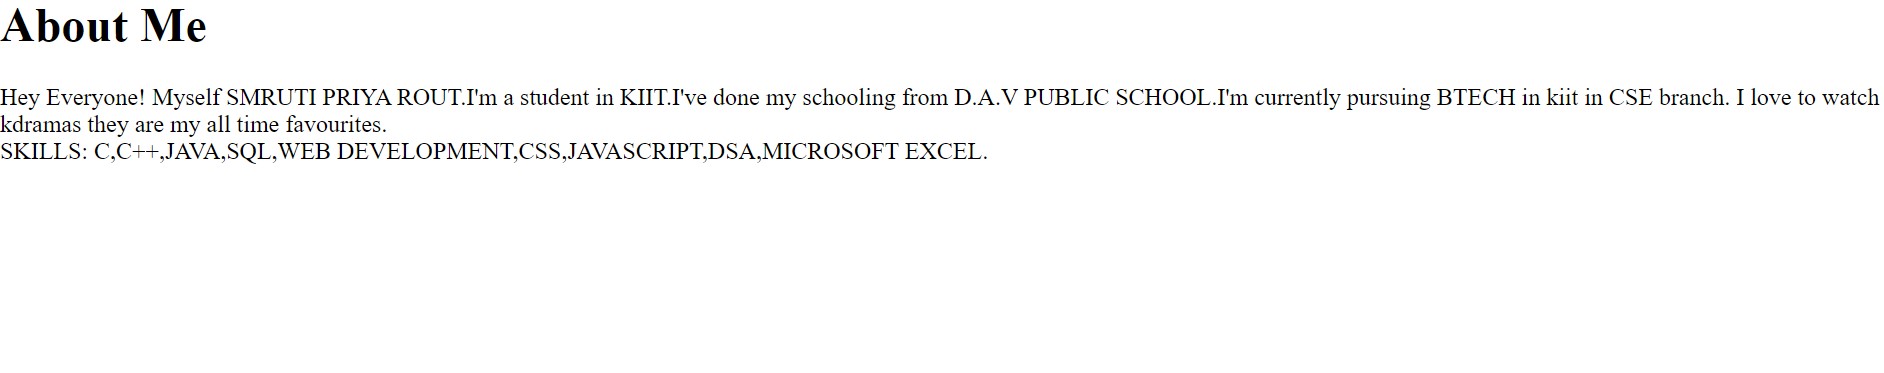 About Me
Hey Everyone! Myself SMRUTI PRIYA ROUT.I'm a student in KIIT.I've done my schooling from D.A.V PUBLIC SCHOOL.I'm currently pursuing BTECH in kiit in CSE branch. I love to watch
kdramas they are my all time favourites.
SKILLS: C,C++,JAVA,SQL,WEB DEVELOPMENT,CSS,JAVASCRIPT,DSA,MICROSOFT EXCEL.